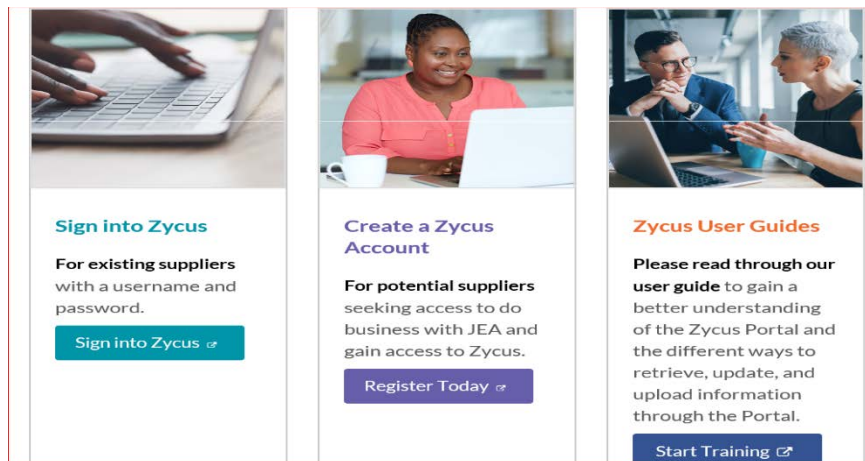 Sign into Zycus
For existing suppliers
with a username and
password.
Sign into Zycus
Create a Zycus
Account
For potential suppliers
seeking access to do
business with JEA and
gain access to Zycus.
Register Today
Zycus User Guides
Please read through our
user guide to gain a
better understanding
of the Zycus Portal and
the different ways to
retrieve, update, and
upload information
through the Portal.
Start Training